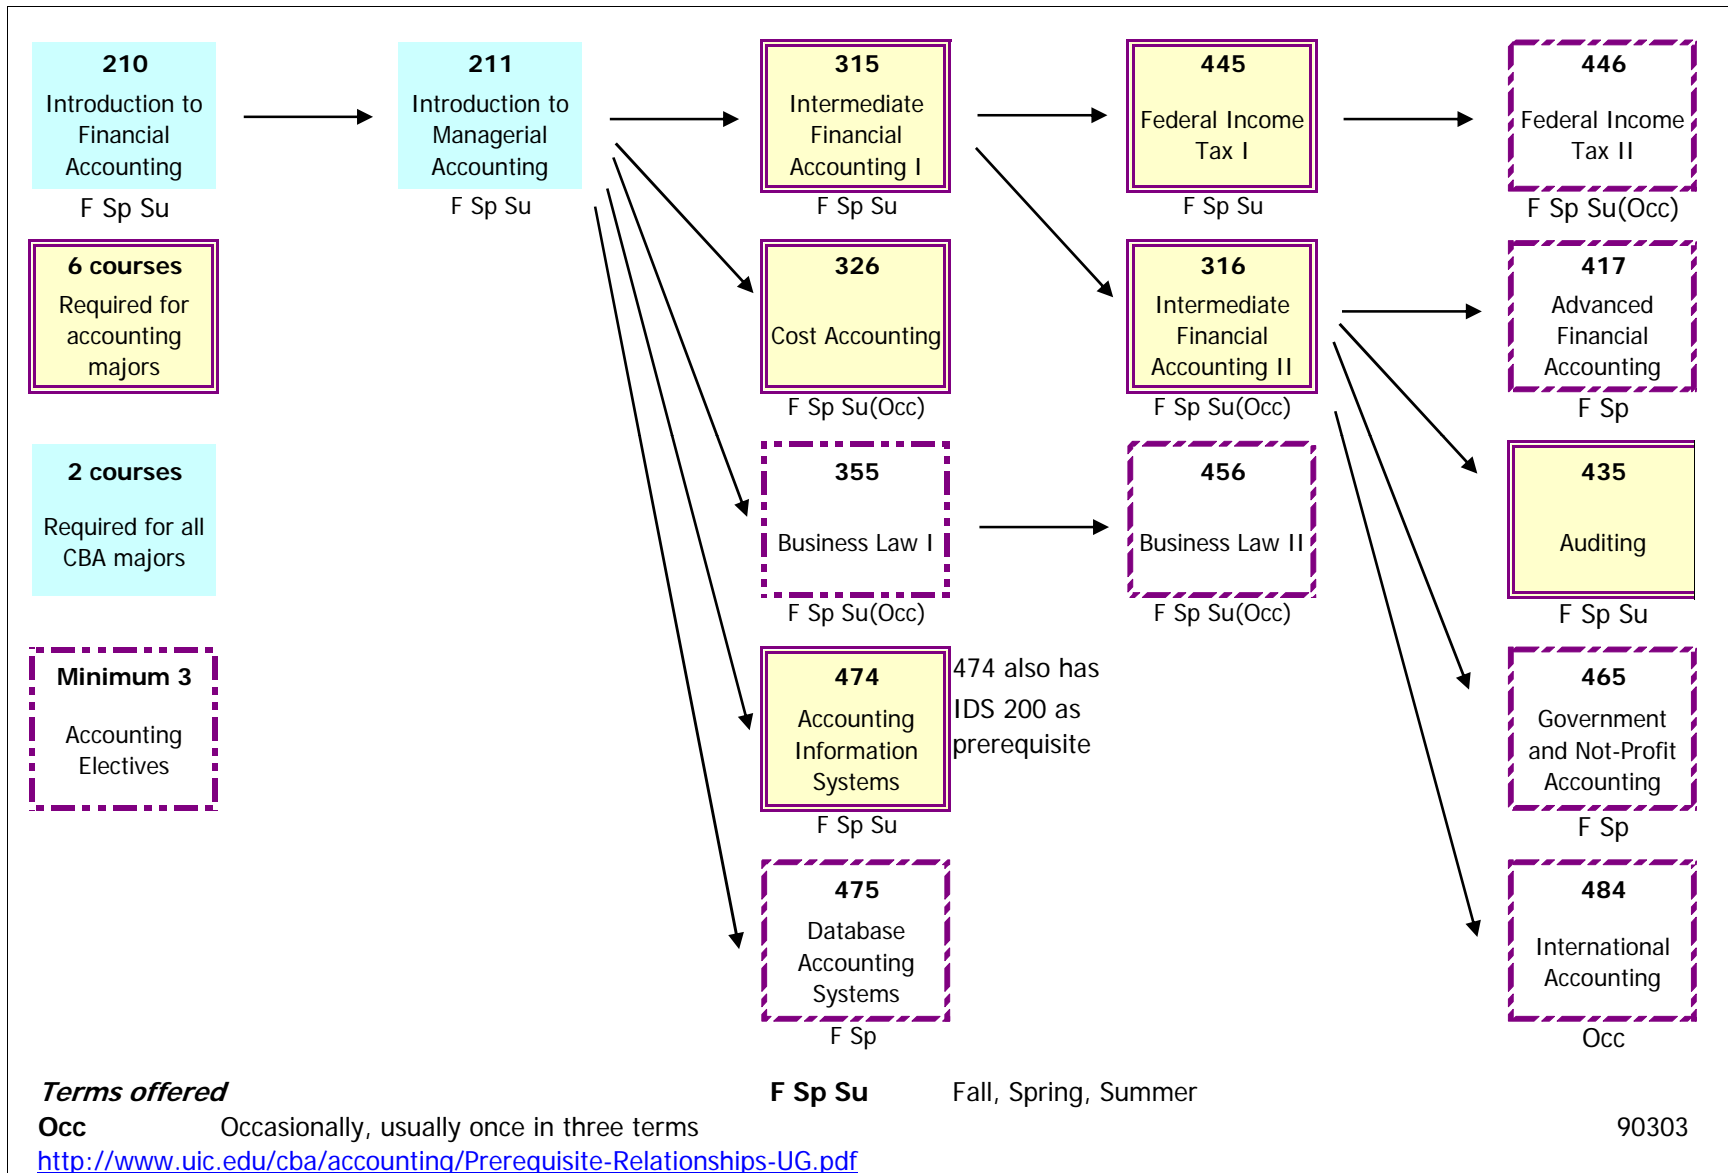 210
Introduction to
Financial
Accounting
F Sp Su
211
Introduction to
Managerial
Accounting
F Sp Su
315
Intermediate
Financial
Accounting I
F Sp Su
445
Federal Income
Tax I
F Sp Su
446
Federal Income
Tax II
F Sp Su(Occ)
6 courses
Required for
accounting
majors
326
Cost Accounting
F Sp Su(Occ)
316
Intermediate
Financial
Accounting II
F Sp Su(Occ)
417
Advanced
Financial
Accounting
F Sp
2 courses
Required for all
CBA majors
355
Business Law I
F Sp Su(Occ)
456
Business Law II
F Sp Su(Occ)
435
Auditing
F Sp Su
Minimum 3
Accounting
Electives
474
Accounting
Information
Systems
F Sp Su
474 also has
IDS 200 as
prerequisite
465
Government
and Not-Profit
Accounting
F Sp
475
Database
Accounting
Systems
F Sp
484
International
Accounting
Occ
Terms offered F Sp Su Fall, Spring, Summer
Occ Occasionally, usually once in three terms 90303
http://www.uic.edu/cba/accounting/Prerequisite-Relationships-UG.pdf